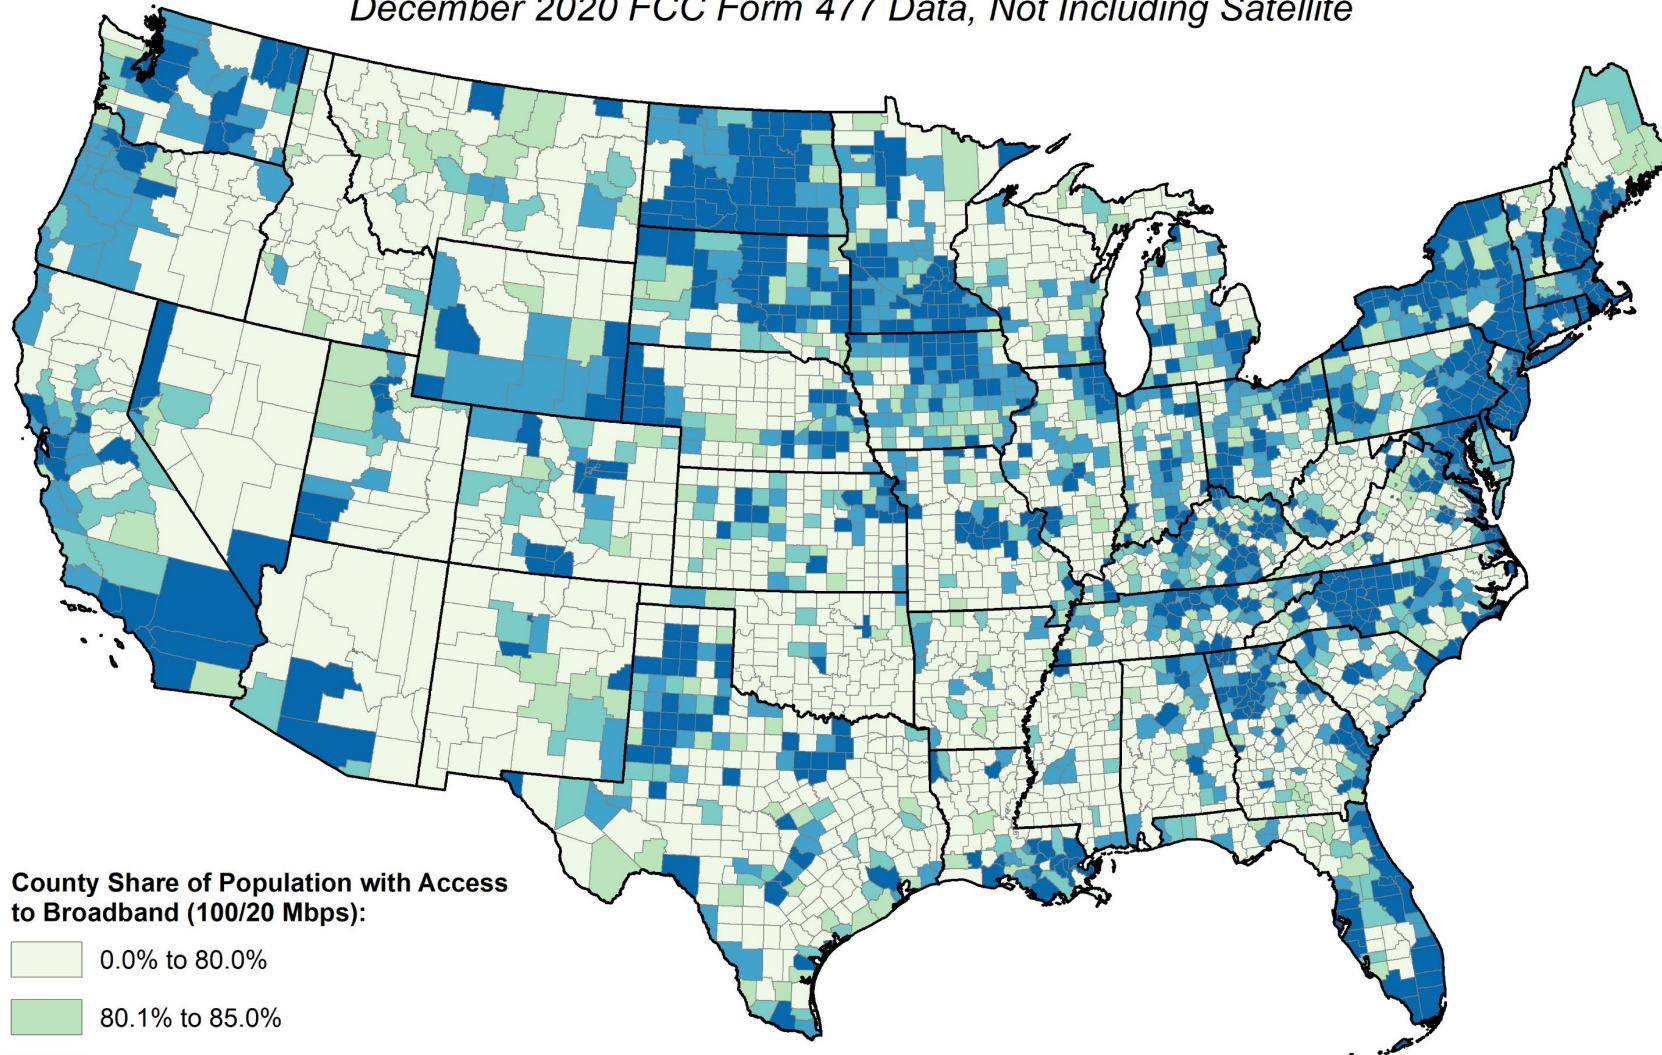 December 2020 FCC Form 477 Data, Not Including Satellite
County Share of Population with Access
to Broadband (100/20 Mbps):
0.0% to 80.0%
80.1% to 85.0%